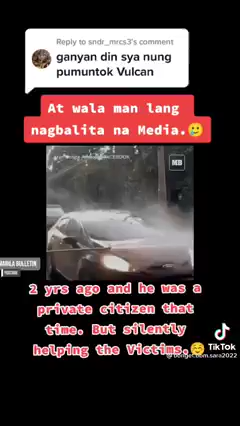 Reply to sndr_mrcs3's comment
ganyan din sya nung
pumuntok Vulcan
At wala man lang
nagbalita na Media.🥲
MB
MANILA BULLETIN
2 yrs ago and he was a
private citizen that
time. But silently
helping the Victims.☺️
TikTok